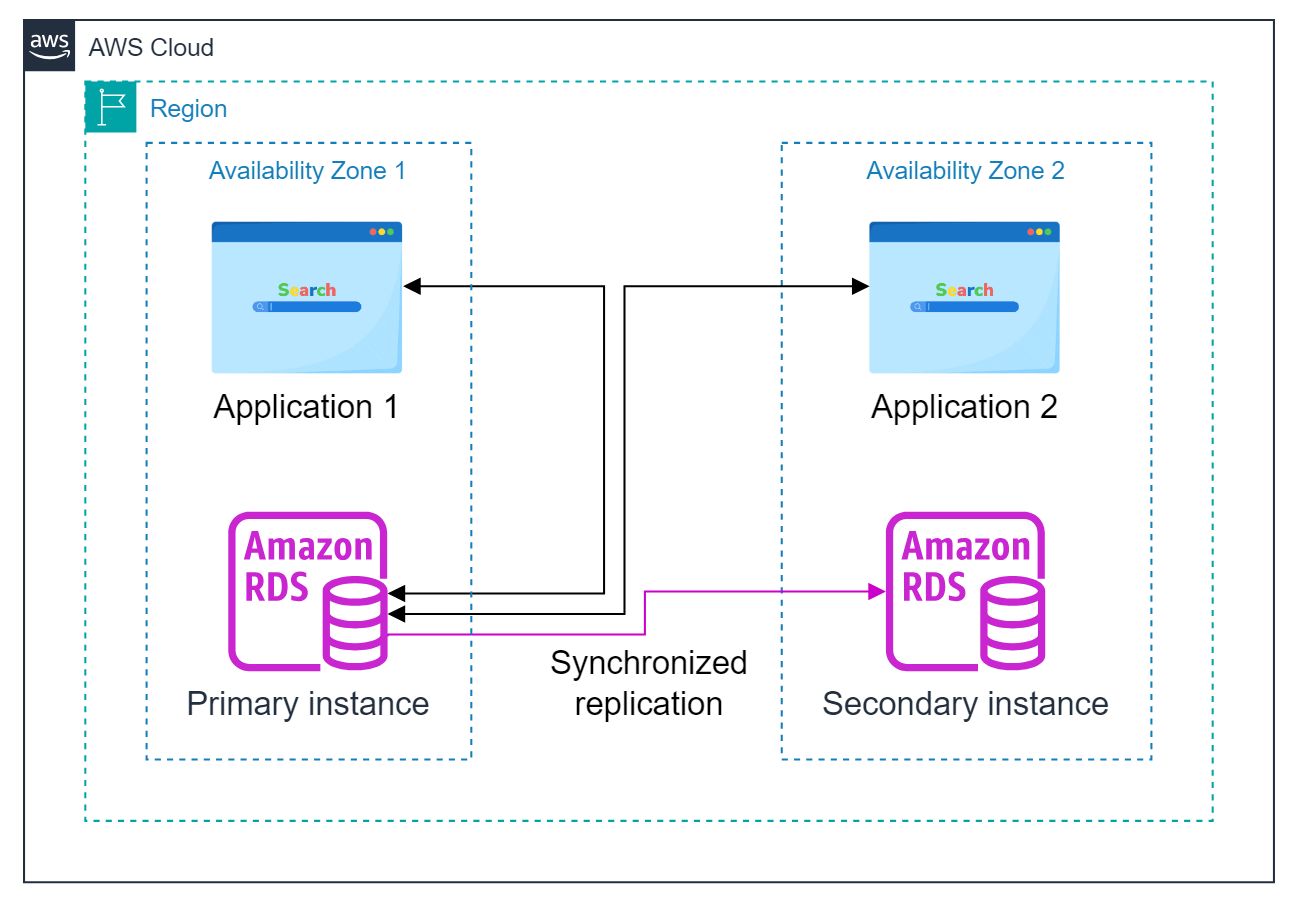 aws
AWS Cloud
Region
Availability Zone 1
Availability Zone 2
Search
Search
Application 1
Application 2
Amazon
RDS
Amazon
RDS
Synchronized
replication
Primary instance
Secondary instance